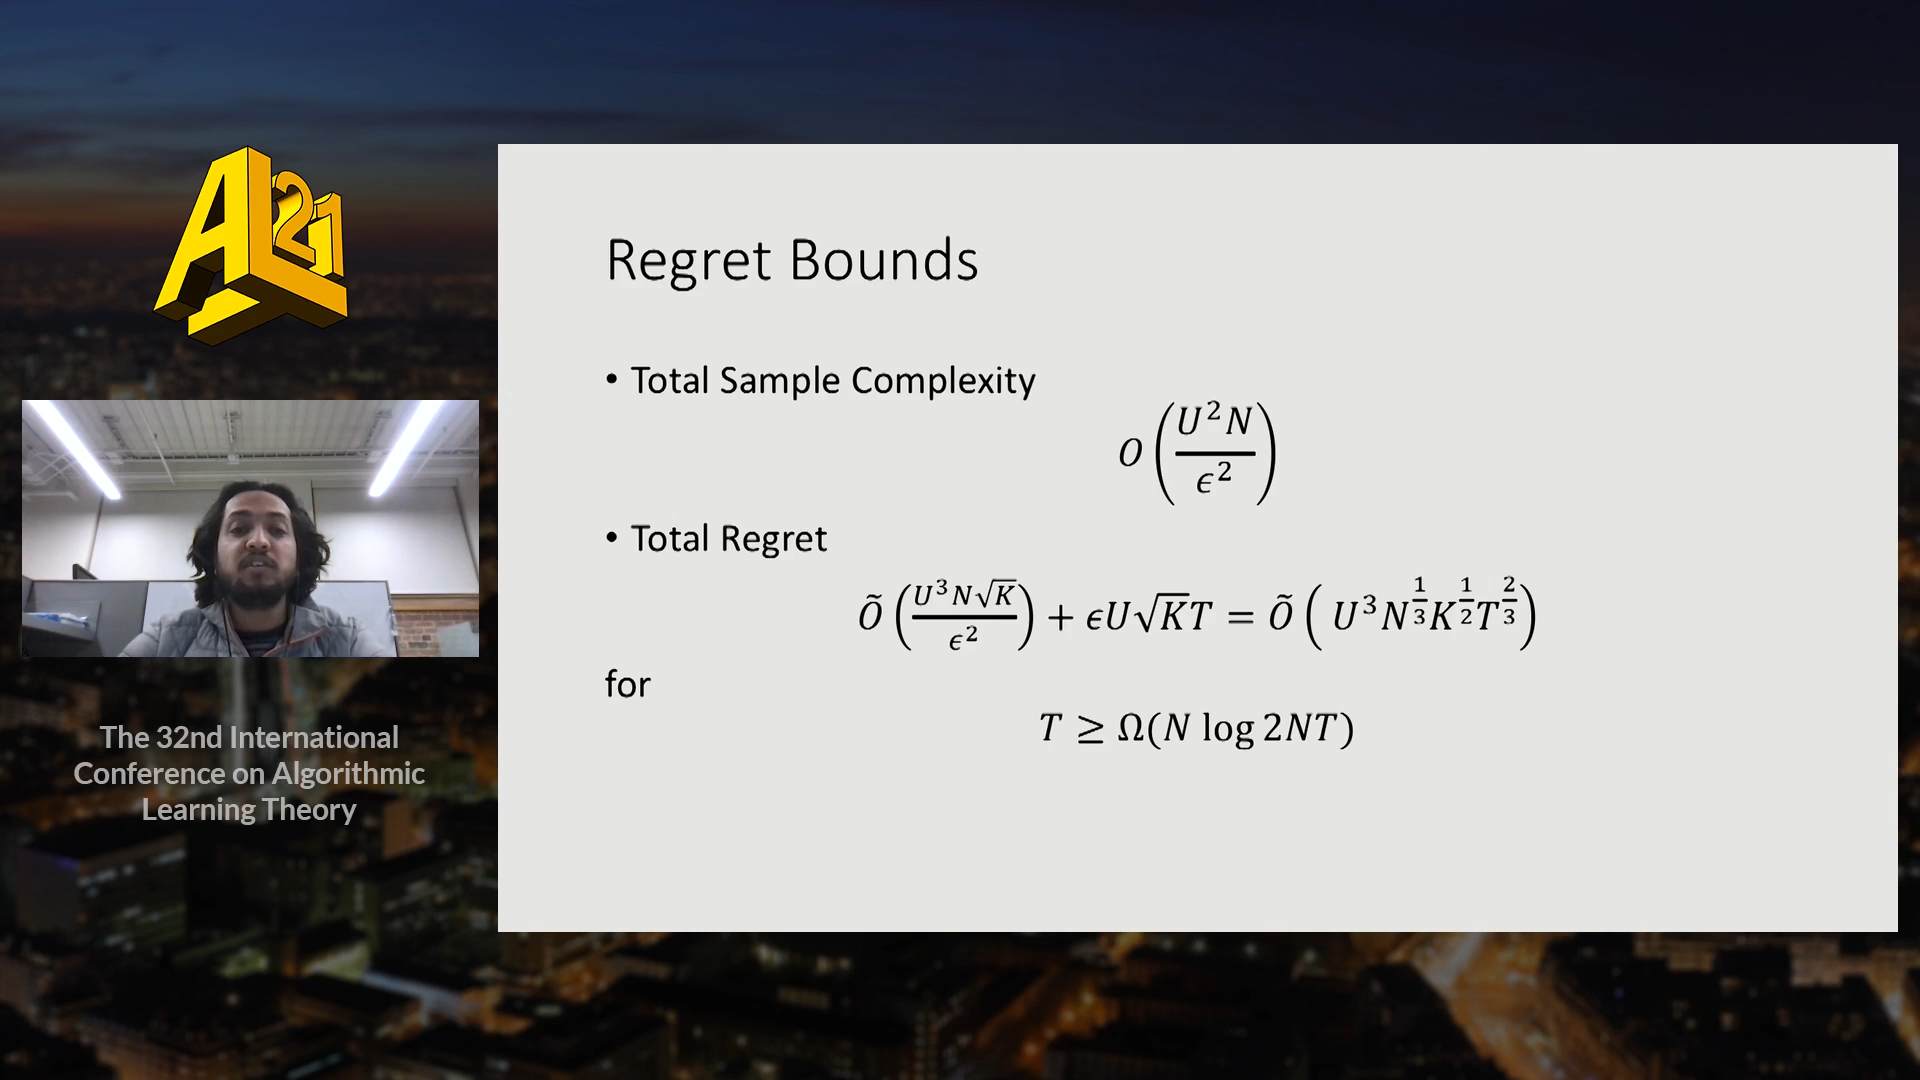 AL21
The 32nd International
Conference on Algorithmic
Learning Theory
Regret Bounds
• Total Sample Complexity
O(U²N/ϵ²)
• Total Regret
Õ(U³N√K/ϵ²) + ϵU√KT = Õ( U³N^(1/3)K^(1/2)T^(2/3))
for
T ≥ Ω(N log 2NT)